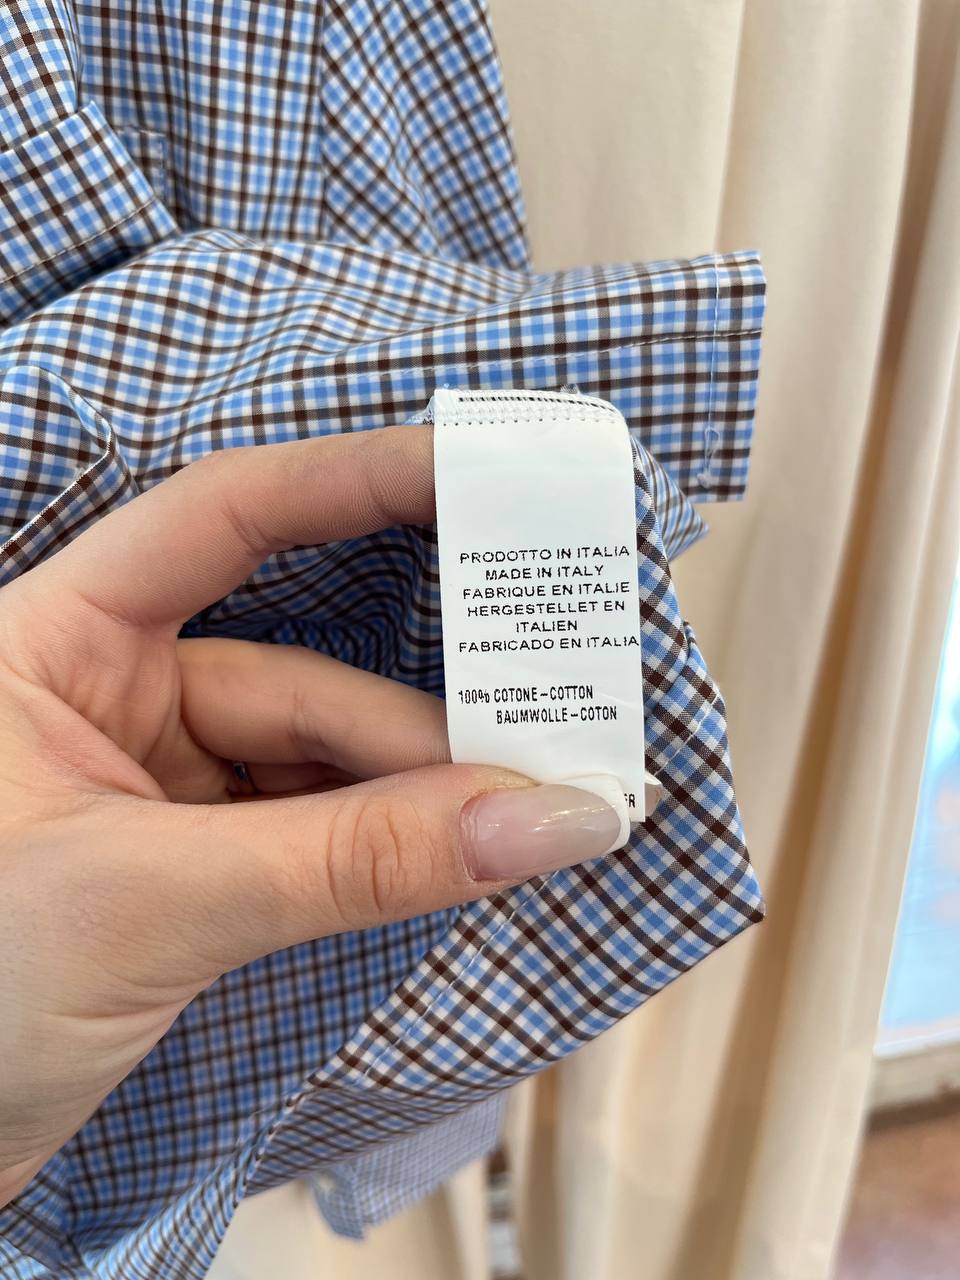 PRODOTTO IN ITALIA
MADE IN ITALY
FABRIQUE EN ITALIE
HERGESTELLET EN
ITALIEN
FABRICADO EN ITALIA
100% COTONE-COTTON
BAUMWOLLE-COTON